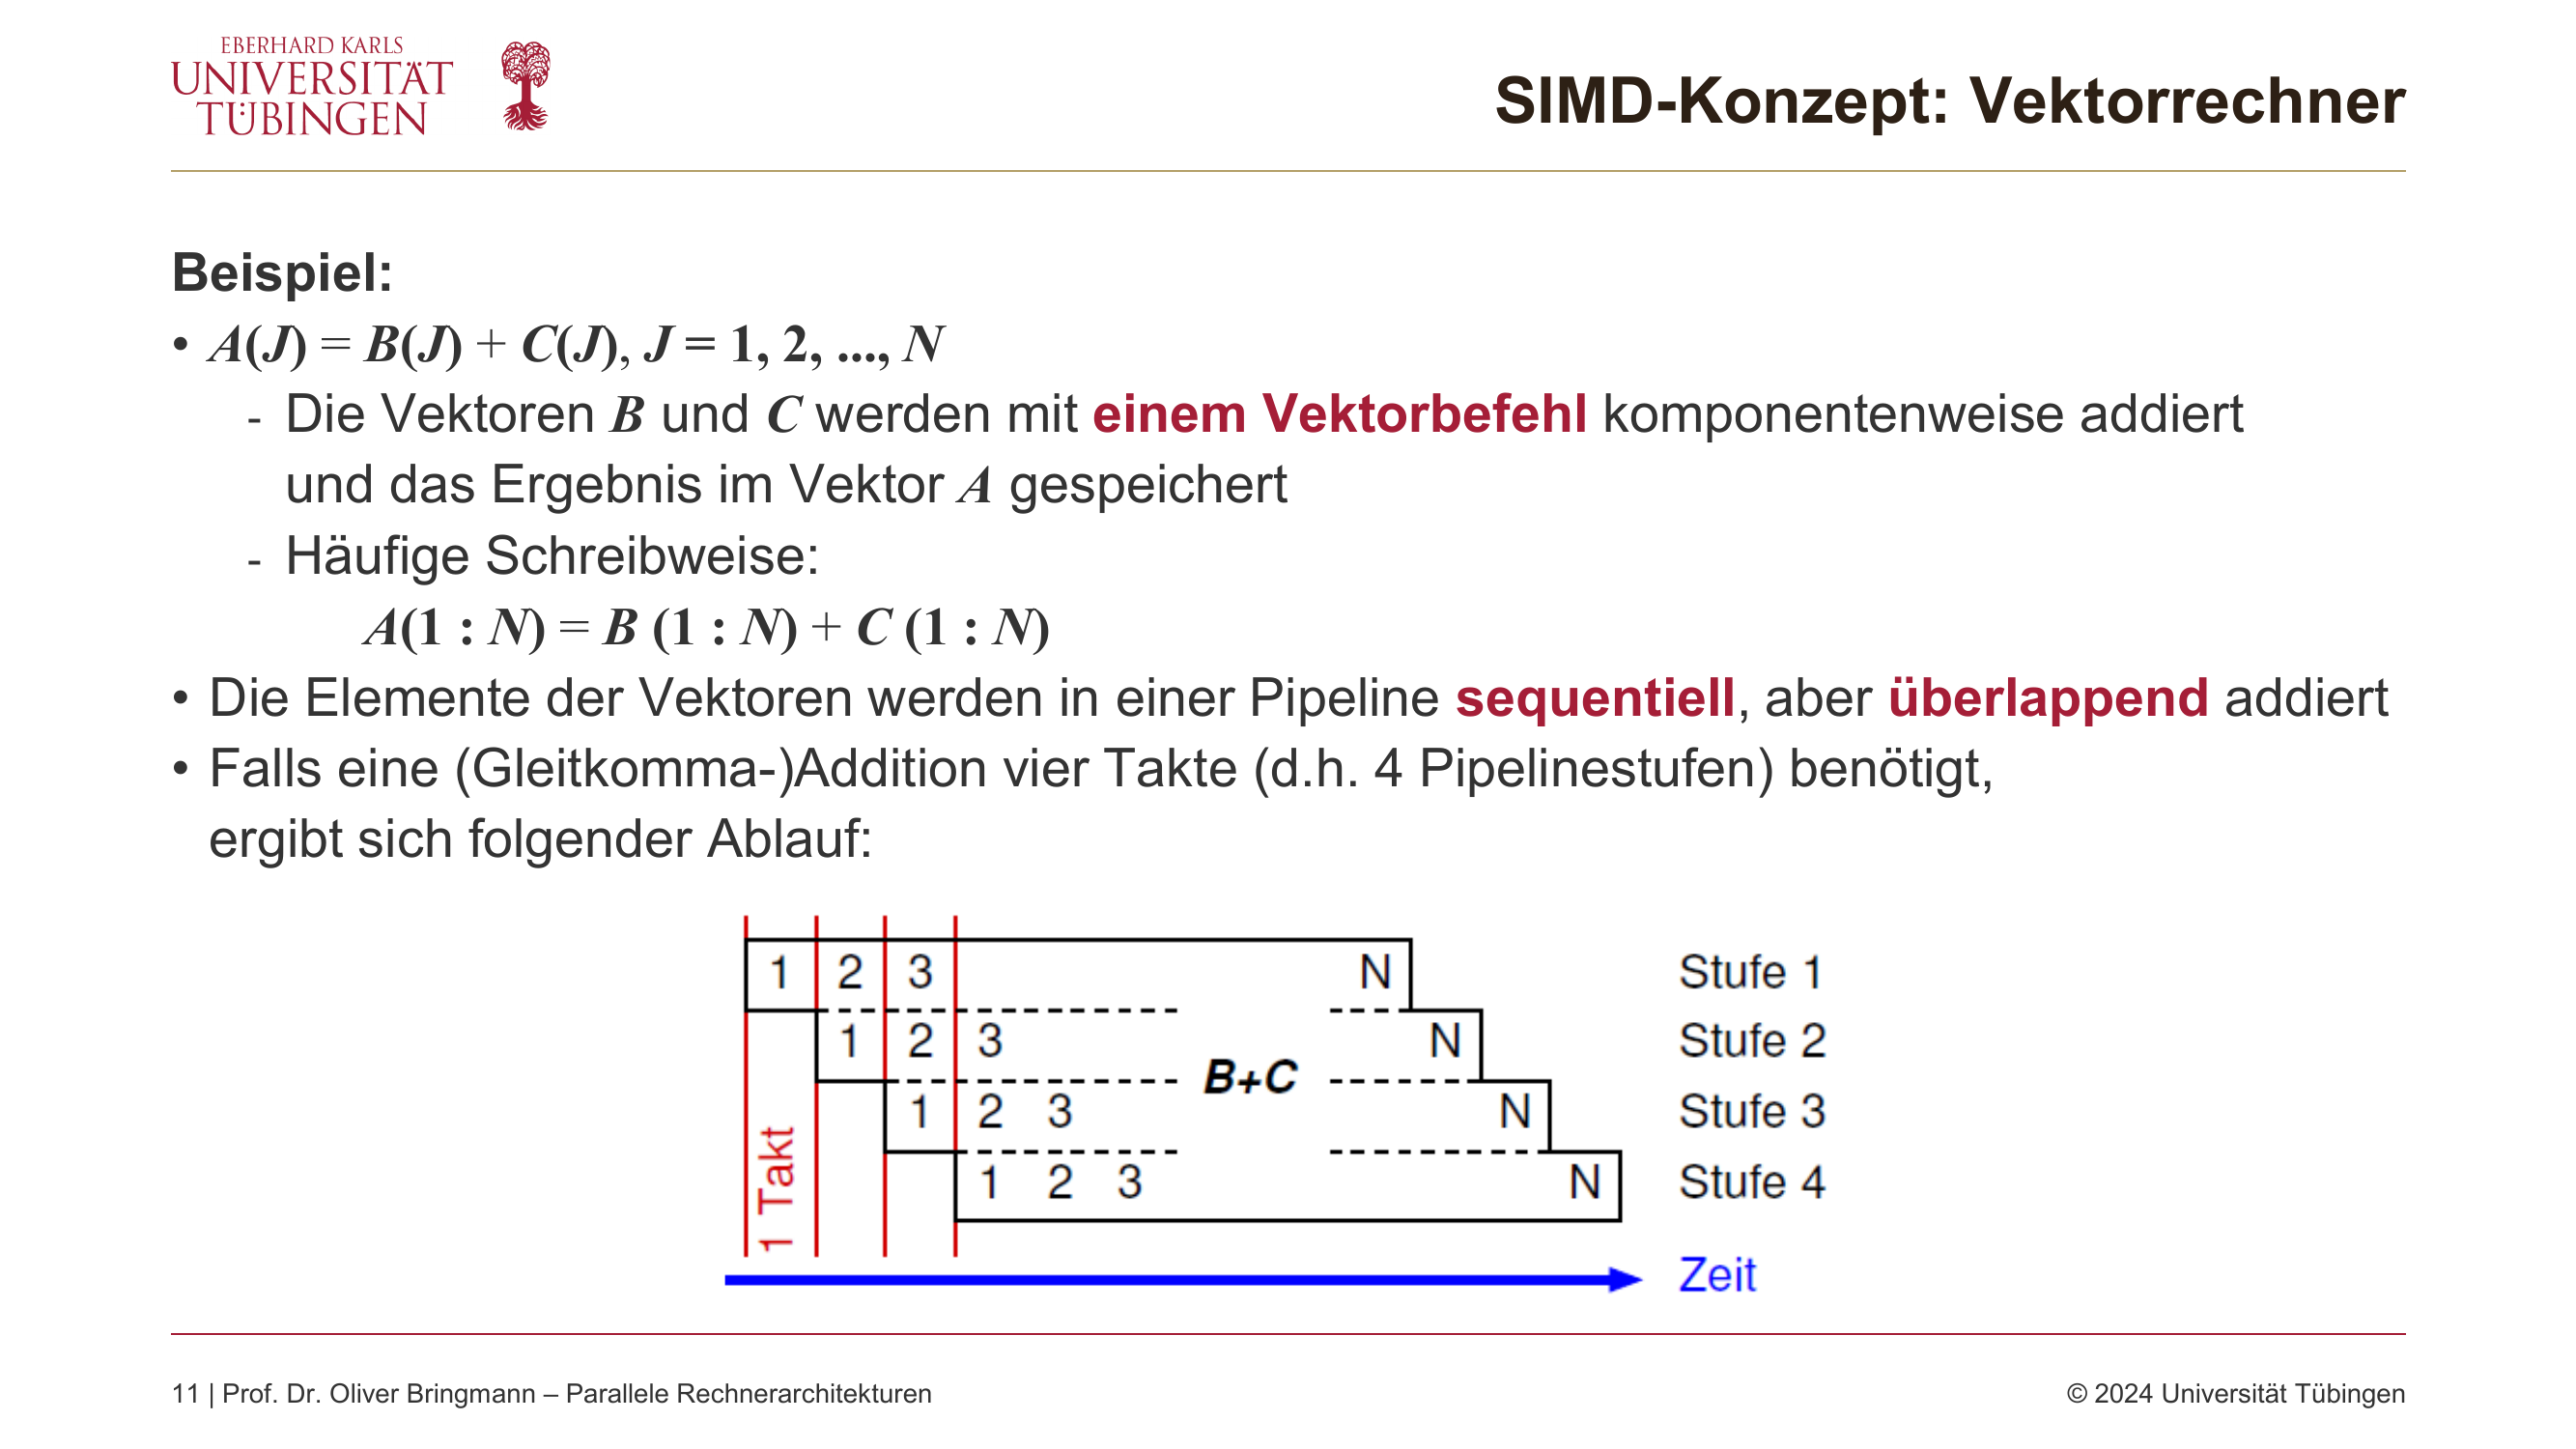 EBERHARD KARLS
UNIVERSITÄT
TÜBINGEN
SIMD-Konzept: Vektorrechner
Beispiel:
• A(J) = B(J) + C(J), J = 1, 2, ..., N
- Die Vektoren B und C werden mit einem Vektorbefehl komponentenweise addiert
und das Ergebnis im Vektor A gespeichert
- Häufige Schreibweise:
A(1 : N) = B (1 : N) + C (1 : N)
• Die Elemente der Vektoren werden in einer Pipeline sequentiell, aber überlappend addiert
• Falls eine (Gleitkomma-)Addition vier Takte (d.h. 4 Pipelinestufen) benötigt,
ergibt sich folgender Ablauf:
1 2 3 N Stufe 1
1 2 3 N Stufe 2
B+C
1 2 3 N Stufe 3
1 2 3 N Stufe 4
1 Takt
Zeit
11 | Prof. Dr. Oliver Bringmann – Parallele Rechnerarchitekturen
© 2024 Universität Tübingen